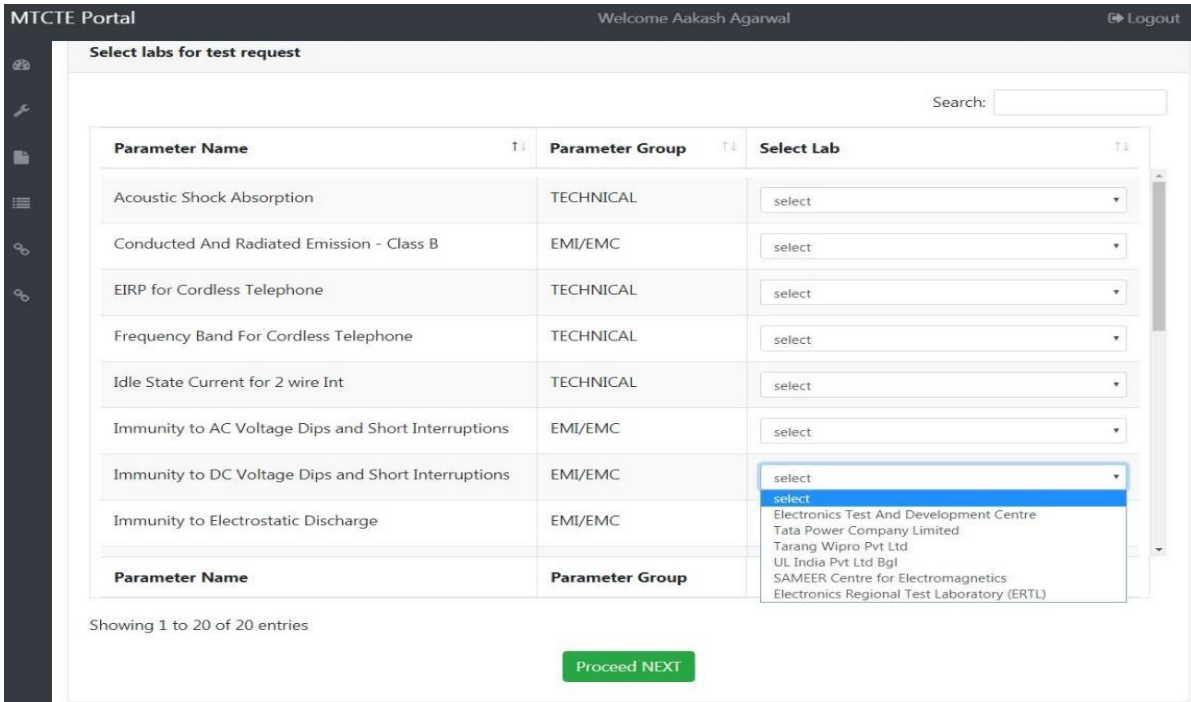 MTCTE Portal Welcome Aakash Agarwal Logout
Select labs for test request
Search:
Parameter Name Parameter Group Select Lab
Acoustic Shock Absorption TECHNICAL select
Conducted And Radiated Emission - Class B EMI/EMC select
EIRP for Cordless Telephone TECHNICAL select
Frequency Band For Cordless Telephone TECHNICAL select
Idle State Current for 2 wire Int TECHNICAL select
Immunity to AC Voltage Dips and Short Interruptions EMI/EMC select
Immunity to DC Voltage Dips and Short Interruptions EMI/EMC select
select
Electronics Test And Development Centre
Tata Power Company Limited
Tarang Wipro Pvt Ltd
UL India Pvt Ltd Bgl
SAMEER Centre for Electromagnetics
Electronics Regional Test Laboratory (ERTL)
Immunity to Electrostatic Discharge EMI/EMC
Parameter Name Parameter Group
Showing 1 to 20 of 20 entries
Proceed NEXT